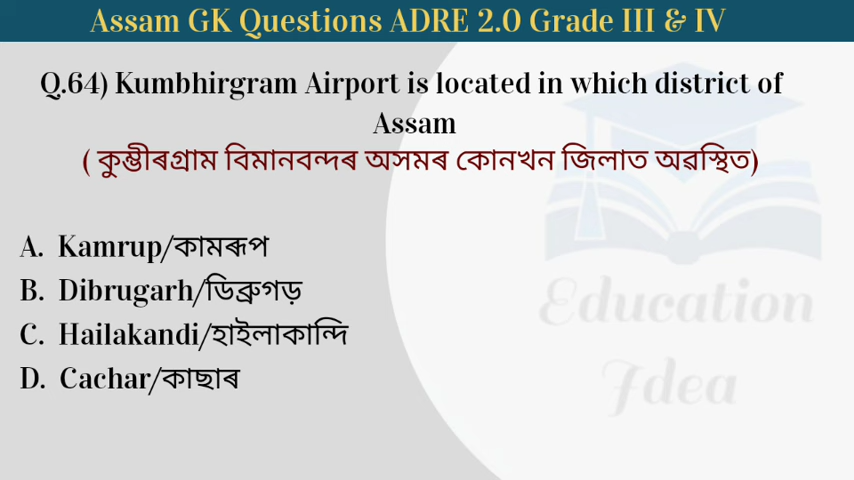 Assam GK Questions ADRE 2.0 Grade III & IV
Q.64) Kumbhirgram Airport is located in which district of
Assam
( কুম্ভীৰগ্ৰাম বিমানবন্দৰ অসমৰ কোনখন জিলাত অৱস্থিত)
A. Kamrup/কামৰূপ
B. Dibrugarh/ডিব্ৰুগড়
C. Hailakandi/হাইলাকান্দি
D. Cachar/কাছাৰ
Education
Idea